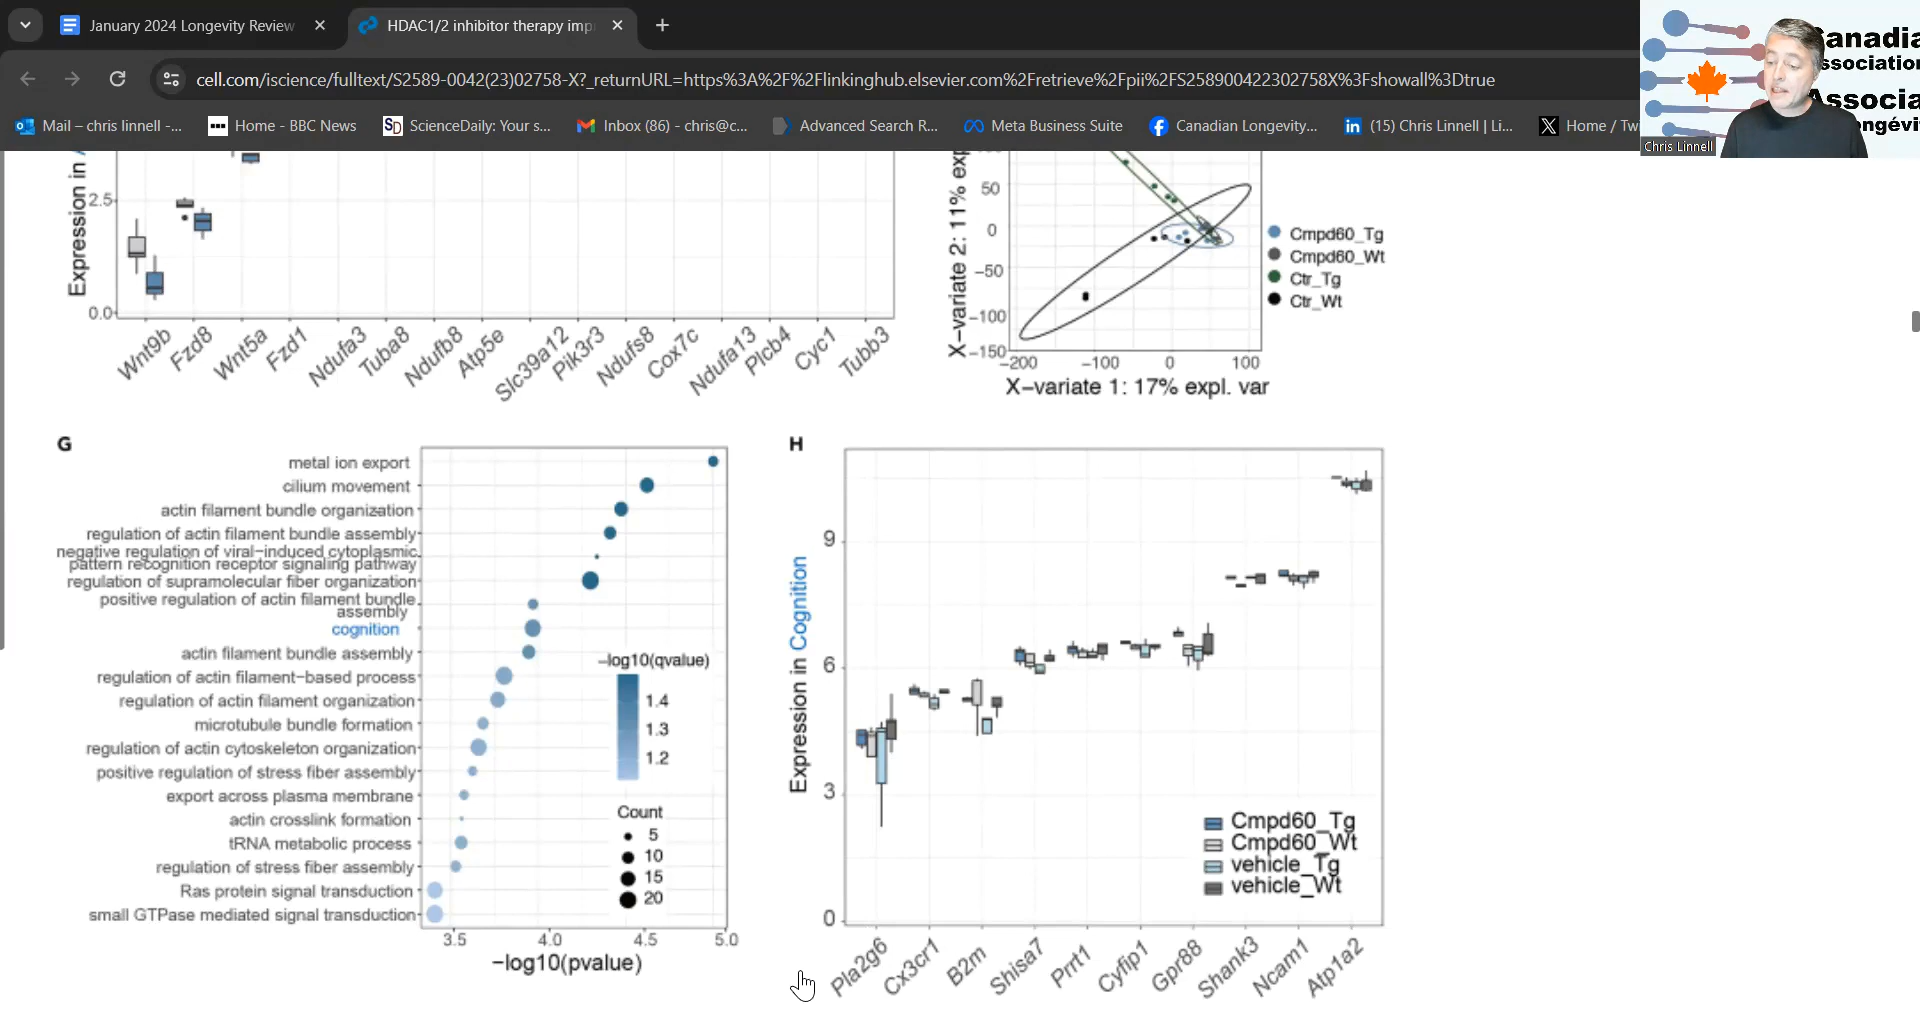 January 2024 Longevity Review
HDAC1/2 inhibitor therapy imp
cell.com/iscience/fulltext/S2589-0042(23)02758-X?_returnURL=https%3A%2F%2Flinkinghub.elsevier.com%2Fretrieve%2Fpii%2FS258900422302758X%3Fshowall%3Dtrue
Mail – chris linnell -...
Home - BBC News
ScienceDaily: Your s...
Inbox (86) - chris@c...
Advanced Search R...
Meta Business Suite
Canadian Longevity...
(15) Chris Linnell | Li...
Home / Tw
Canadia
ssociation
Associa
ongévi
Chris Linnell
Expression in
2.5
0.0
Wnt9b
Fzd8
Wnt5a
Fzd1
Ndufa3
Tuba8
Ndufb8
Atp5e
Slc39a12
Pik3r3
Ndufs8
Cox7c
Ndufa13
Plcb4
Cyc1
Tubb3
X−variate 2: 11% exp
50
0
−50
−100
−150
−200
−100
0
100
X−variate 1: 17% expl. var
Cmpd60_Tg
Cmpd60_Wt
Ctr_Tg
Ctr_Wt
G
metal ion export
cilium movement
actin filament bundle organization
regulation of actin filament bundle assembly
negative regulation of viral−induced cytoplasmic
pattern recognition receptor signaling pathway
regulation of supramolecular fiber organization
positive regulation of actin filament bundle
assembly
cognition
actin filament bundle assembly
regulation of actin filament−based process
regulation of actin filament organization
microtubule bundle formation
regulation of actin cytoskeleton organization
positive regulation of stress fiber assembly
export across plasma membrane
actin crosslink formation
tRNA metabolic process
regulation of stress fiber assembly
Ras protein signal transduction
small GTPase mediated signal transduction
−log10(qvalue)
1.4
1.3
1.2
Count
5
10
15
20
3.5
4.0
4.5
5.0
−log10(pvalue)
H
Expression in Cognition
9
6
3
0
Cmpd60_Tg
Cmpd60_Wt
vehicle_Tg
vehicle_Wt
Pla2g6
Cx3cr1
B2m
Shisa7
Prrt1
Cyfip1
Gpr88
Shank3
Ncam1
Atp1a2